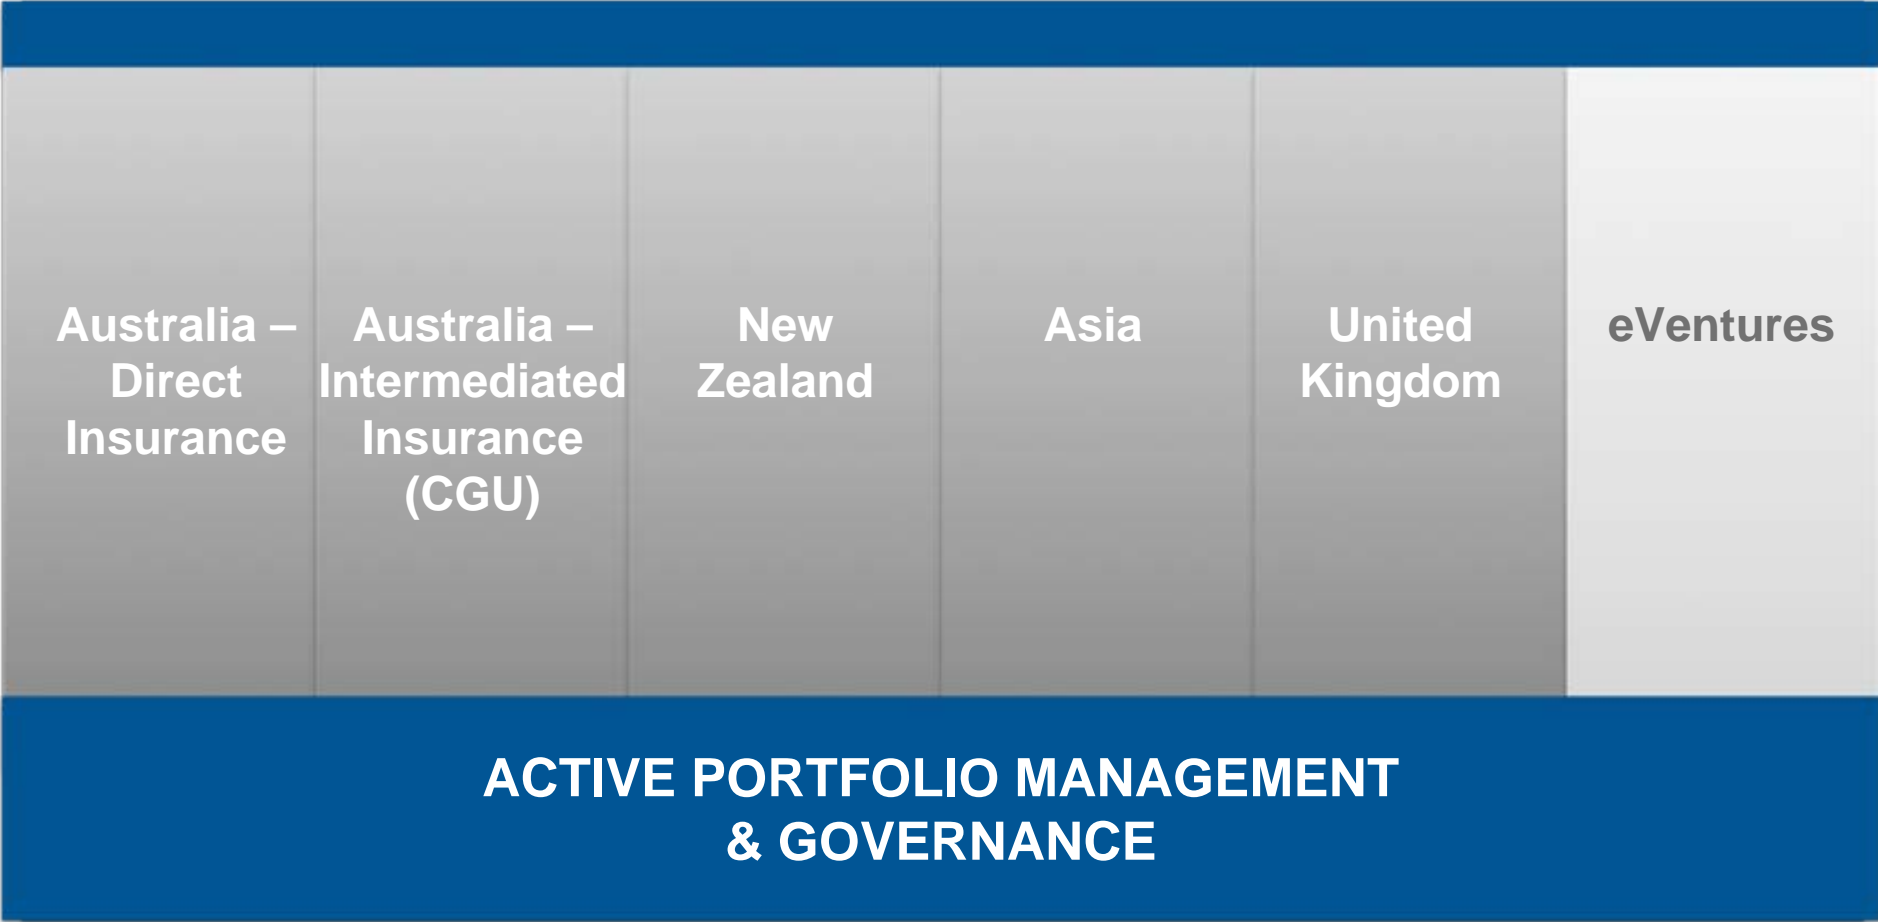 Australia –
Direct
Insurance
Australia –
Intermediated
Insurance
(CGU)
New
Zealand
Asia
United
Kingdom
eVentures
ACTIVE PORTFOLIO MANAGEMENT
& GOVERNANCE